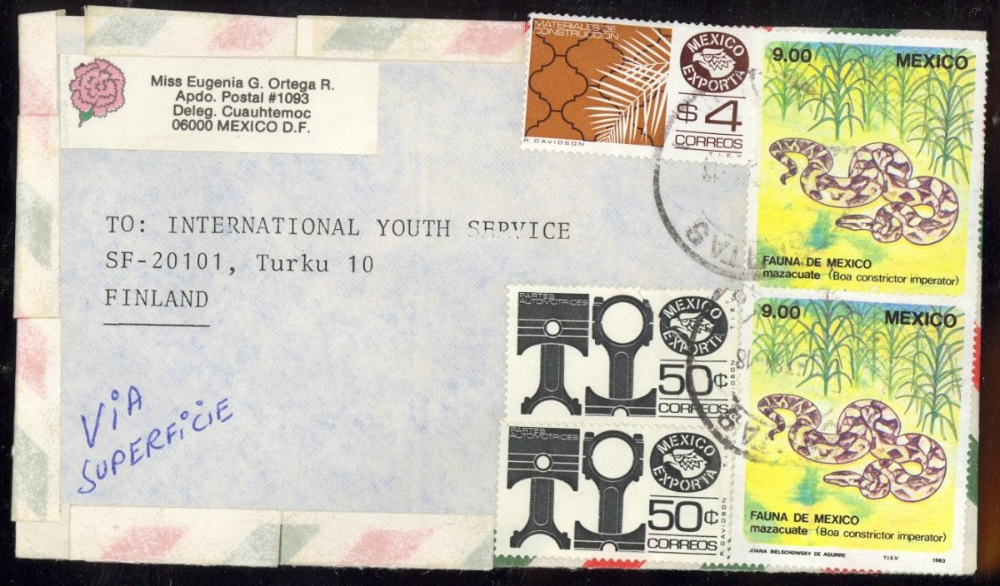 Miss Eugenia G. Ortega R.
Apdo. Postal #1093
Deleg. Cuauhtemoc
06000 MEXICO D.F.
TO: INTERNATIONAL YOUTH SERVICE
SF-20101, Turku 10
FINLAND
ViA
SUPERFiCiE
MATERIALES DE
CONSTRUCCION
MEXICO
EXPORTA
$4
CORREOS
R. DAVIDSON
T.I.E.V.
9.00 MEXICO
FAUNA DE MEXICO
mazacuate (Boa constrictor imperator)
PARTES
AUTOMOTRICES
MEXICO
EXPORTA
50¢
CORREOS
R. DAVIDSON
T.I.E.V.
9.00 MEXICO
FAUNA DE MEXICO
mazacuate (Boa constrictor imperator)
JOANA BIELSCHOWSKY DE AGUIRRE T.I.E.V. 1983
PARTES
AUTOMOTRICES
MEXICO
EXPORTA
50¢
CORREOS
R. DAVIDSON